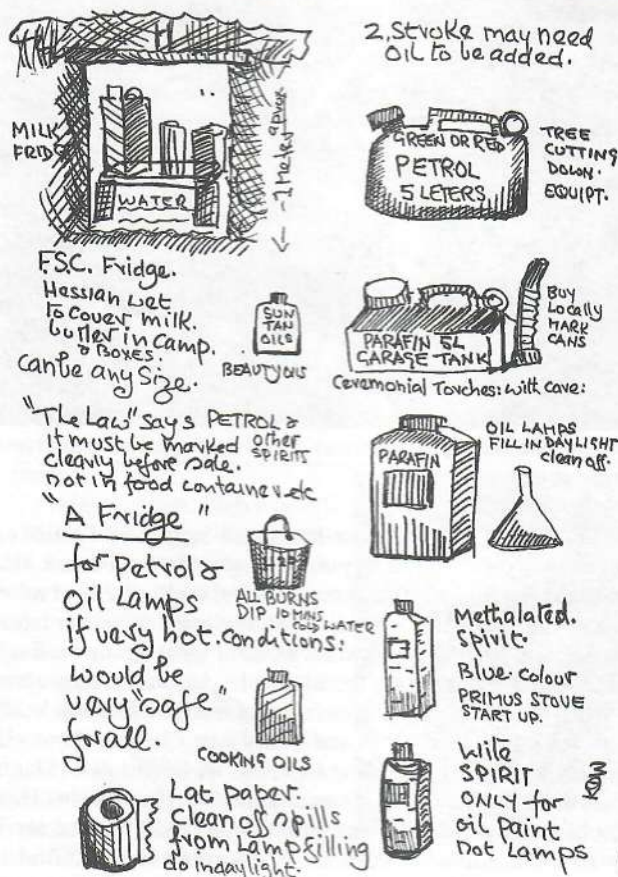 MILK
FRIDGE
WATER
1 Meter aprox
F.S.C. Fridge.
Hessian wet
to cover milk.
butter in camp.
& BOXES.
can be any size.
SUN
TAN
OILS
BEAUTY OILS
"The Law" says PETROL &
other
SPIRITS
it must be marked
clearly before sale.
not in food container etc
"A Fridge"
for Petrol &
Oil Lamps
If very hot. conditions:
would be
very "safe"
for all.
ALL BURNS
DIP 10 MINS
COLD WATER
COOKING OILS
Lat paper.
Clean off spills
from Lamp filling
do in daylight.
2. Stroke may need
OIL to be added.
GREEN OR RED
PETROL
5 LETERS
TREE
CUTTING
DOWN.
EQUIPT.
PARAFIN 5L
GARAGE TANK
BUY
LOCALLY
MARK
CANS
Ceremonial Torches: with care:
PARAFIN
OIL LAMPS
FILL IN DAYLIGHT
clean off.
Methalated.
Spirit.
Blue colour
PRIMUS STOVE
START UP.
Wite
SPIRIT
ONLY for
oil paint
not Lamps